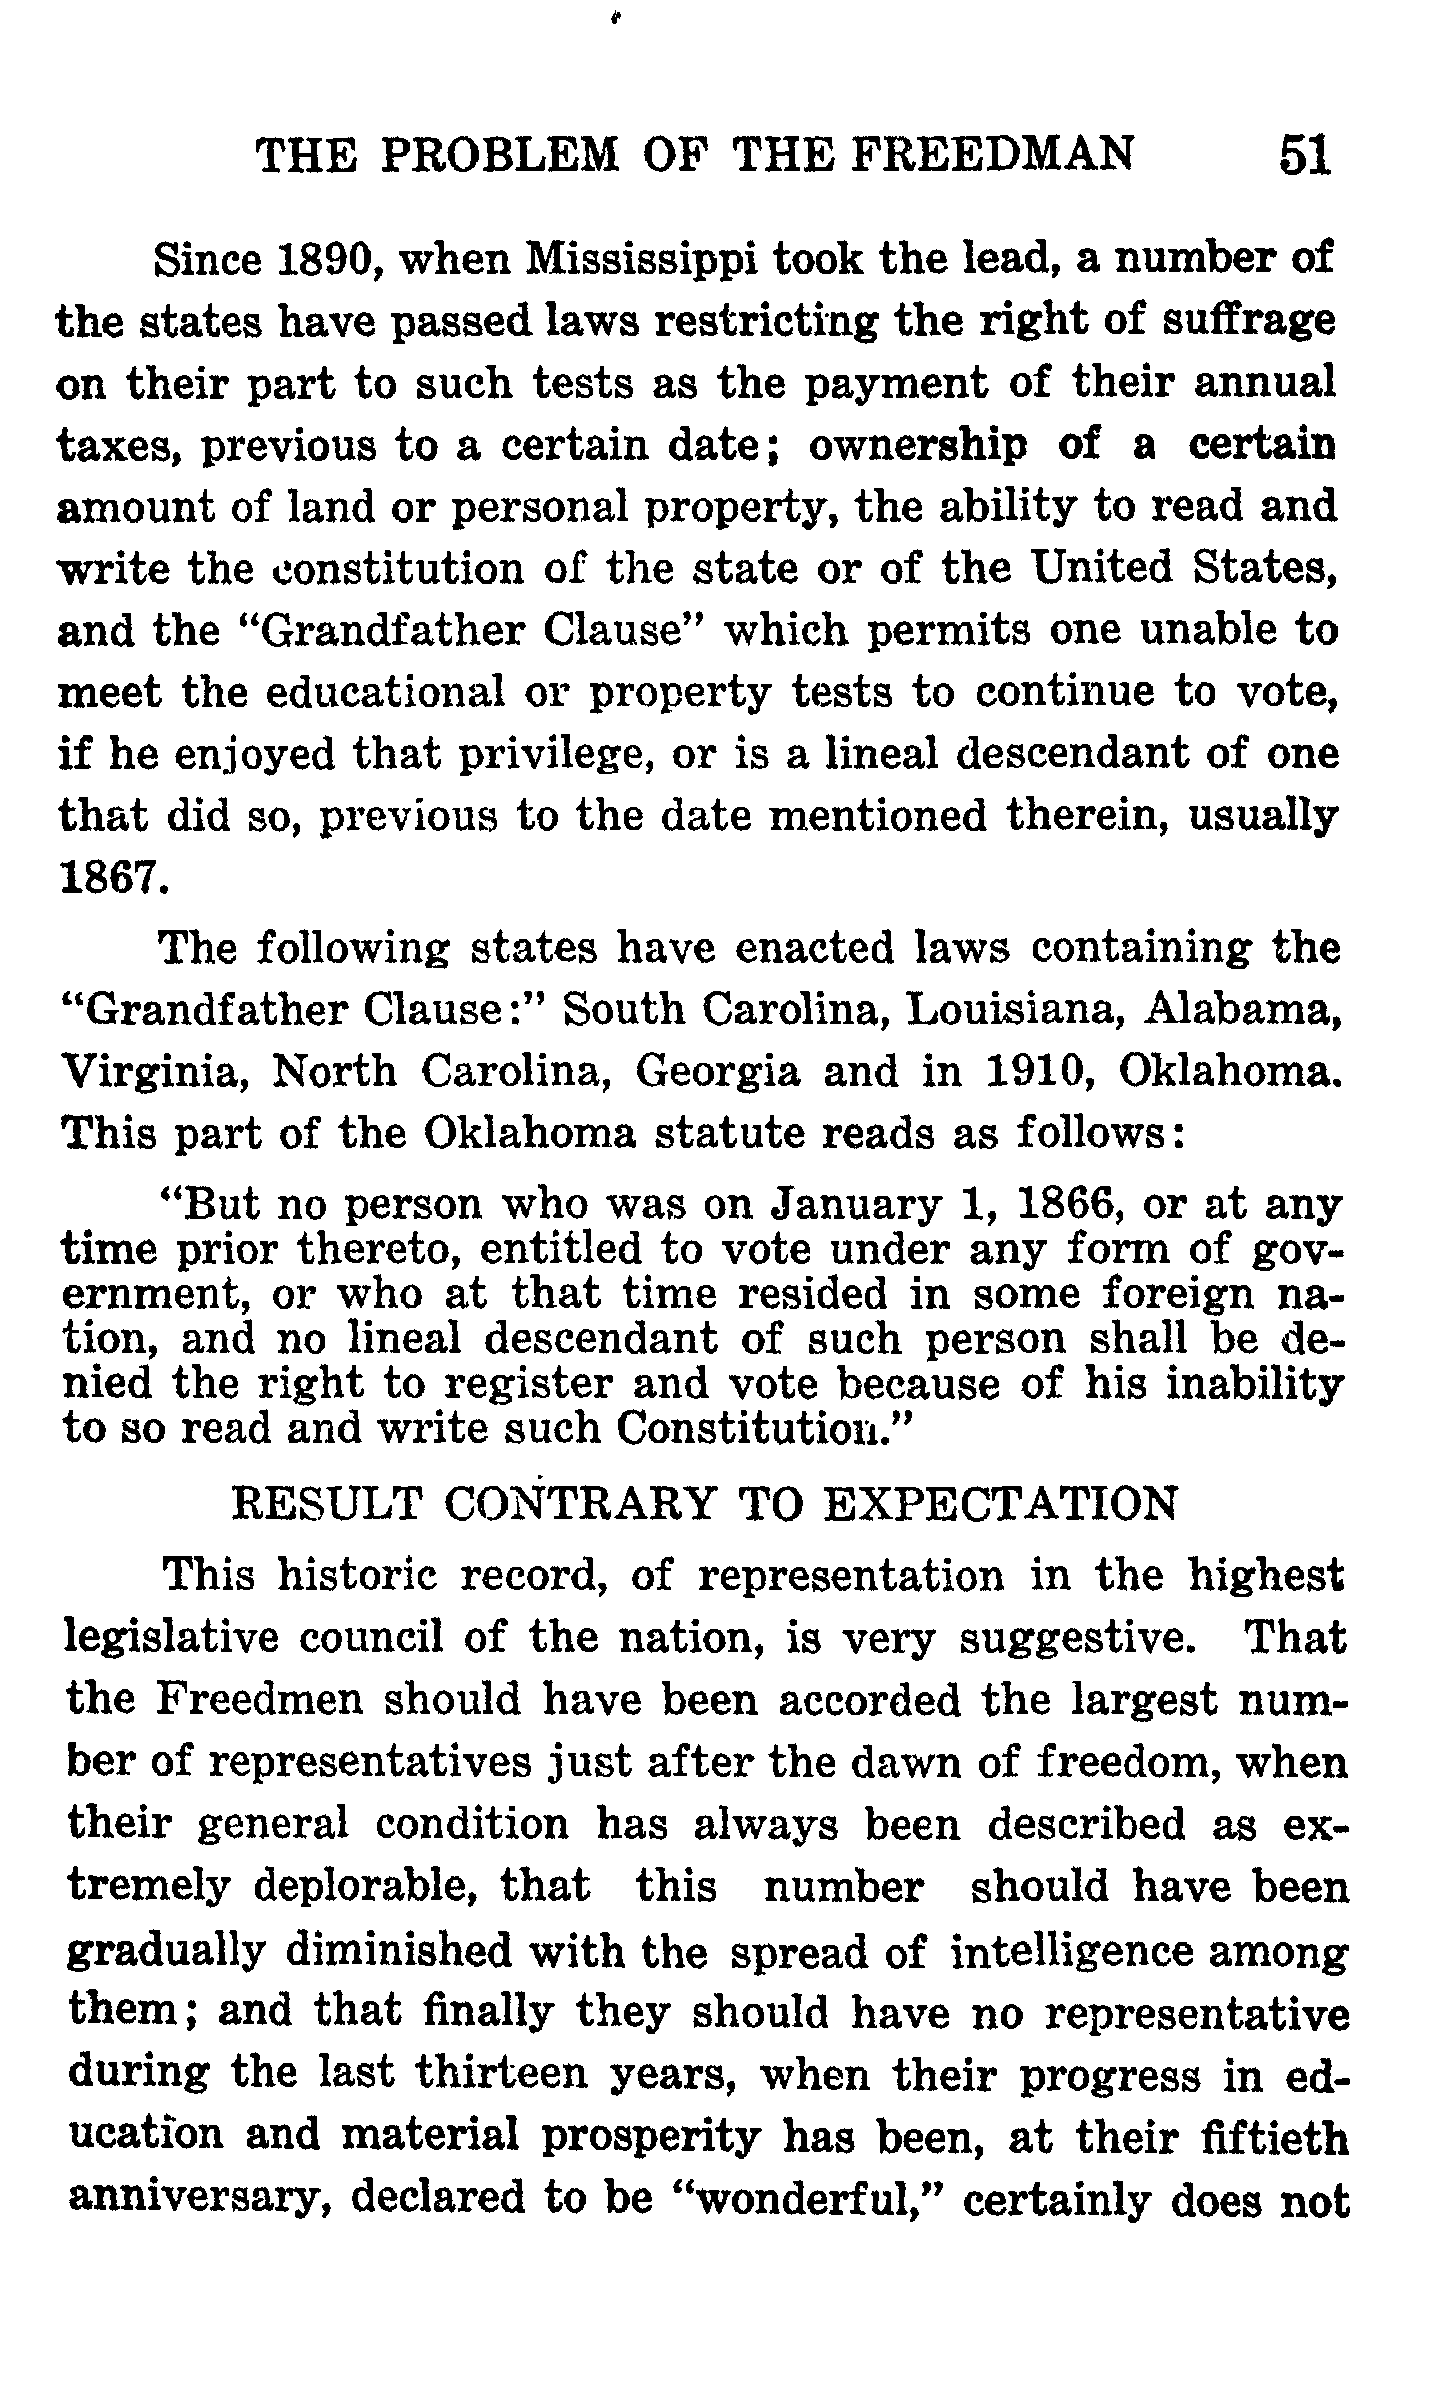 THE PROBLEM OF THE FREEDMAN 51
Since 1890, when Mississippi took the lead, a number of
the states have passed laws restricting the right of suffrage
on their part to such tests as the payment of their annual
taxes, previous to a certain date; ownership of a certain
amount of land or personal property, the ability to read and
write the constitution of the state or of the United States,
and the “Grandfather Clause” which permits one unable to
meet the educational or property tests to continue to vote,
if he enjoyed that privilege, or is a lineal descendant of one
that did so, previous to the date mentioned therein, usually
1867.
The following states have enacted laws containing the
“Grandfather Clause:” South Carolina, Louisiana, Alabama,
Virginia, North Carolina, Georgia and in 1910, Oklahoma.
This part of the Oklahoma statute reads as follows:
“But no person who was on January 1, 1866, or at any
time prior thereto, entitled to vote under any form of gov-
ernment, or who at that time resided in some foreign na-
tion, and no lineal descendant of such person shall be de-
nied the right to register and vote because of his inability
to so read and write such Constitution.”
RESULT CONTRARY TO EXPECTATION
This historic record, of representation in the highest
legislative council of the nation, is very suggestive. That
the Freedmen should have been accorded the largest num-
ber of representatives just after the dawn of freedom, when
their general condition has always been described as ex-
tremely deplorable, that this number should have been
gradually diminished with the spread of intelligence among
them; and that finally they should have no representative
during the last thirteen years, when their progress in ed-
ucation and material prosperity has been, at their fiftieth
anniversary, declared to be “wonderful,” certainly does not